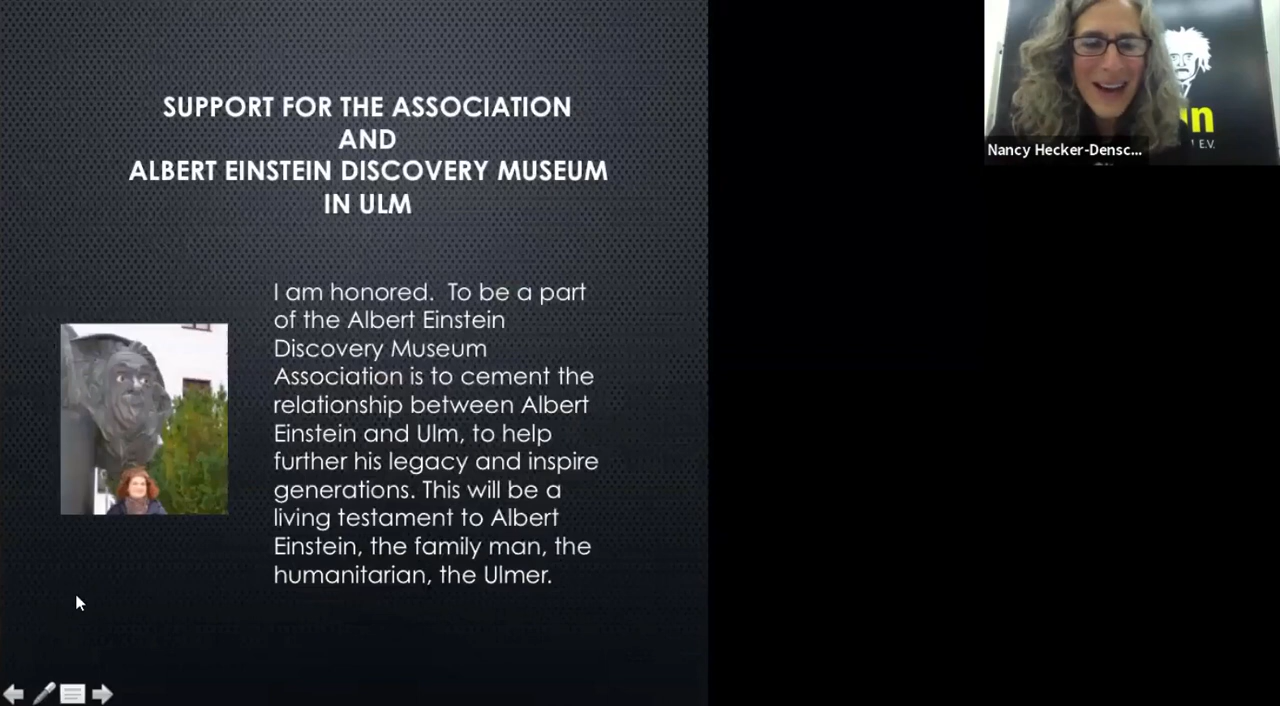 SUPPORT FOR THE ASSOCIATION
AND
ALBERT EINSTEIN DISCOVERY MUSEUM
IN ULM
I am honored.  To be a part
of the Albert Einstein
Discovery Museum
Association is to cement the
relationship between Albert
Einstein and Ulm, to help
further his legacy and inspire
generations. This will be a
living testament to Albert
Einstein, the family man, the
humanitarian, the Ulmer.
Nancy Hecker-Densc...
E.V.